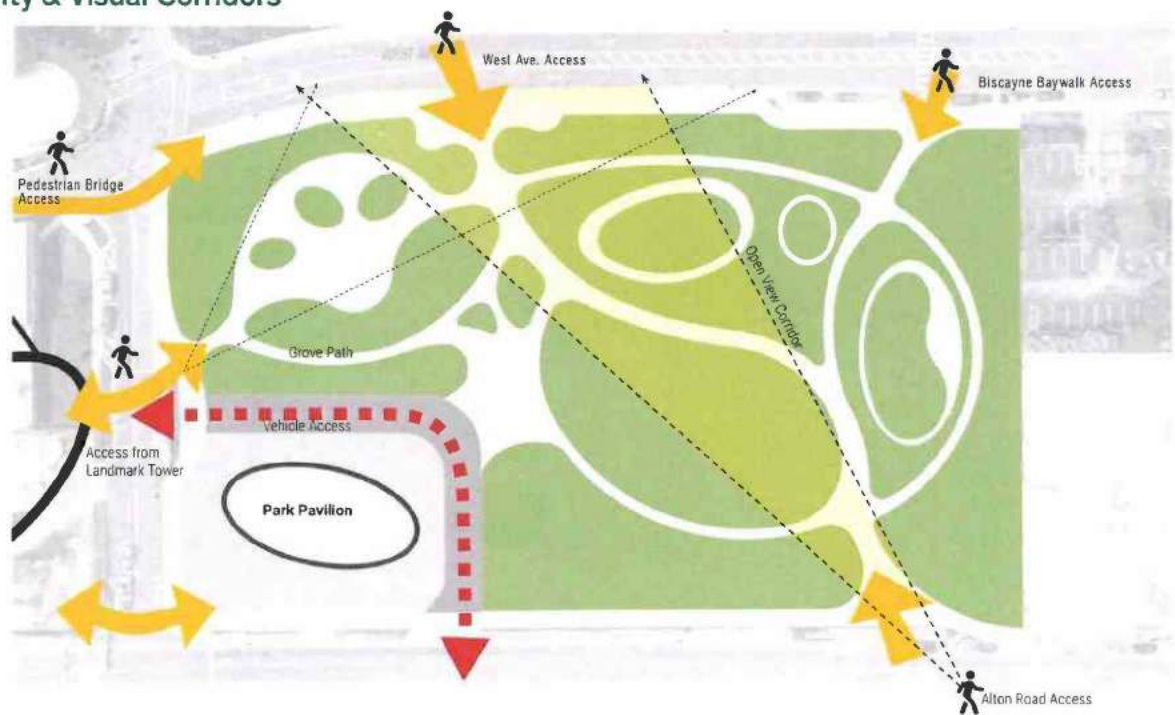 & Visual Corridors
West Ave. Access
Biscayne Baywalk Access
Pedestrian Bridge
Access
Open View Corridor
Grove Path
Vehicle Access
Access from
Landmark Tower
Park Pavilion
Alton Road Access